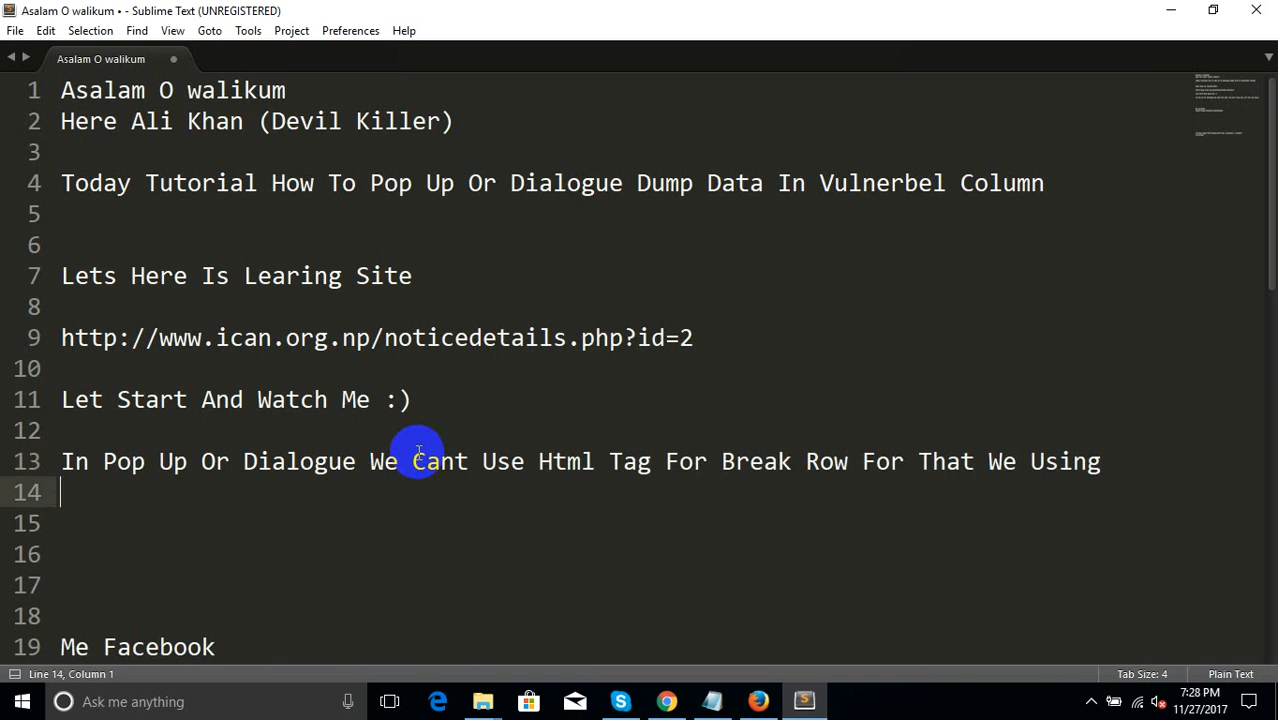 Asalam O walikum • - Sublime Text (UNREGISTERED)
File Edit Selection Find View Goto Tools Project Preferences Help
Asalam O walikum
1 Asalam O walikum
2 Here Ali Khan (Devil Killer)
3
4 Today Tutorial How To Pop Up Or Dialogue Dump Data In Vulnerbel Column
5
6
7 Lets Here Is Learing Site
8
9 http://www.ican.org.np/noticedetails.php?id=2
10
11 Let Start And Watch Me :)
12
13 In Pop Up Or Dialogue We Cant Use Html Tag For Break Row For That We Using
14
15
16
17
18
19 Me Facebook
Line 14, Column 1 Tab Size: 4 Plain Text
Ask me anything
7:28 PM
11/27/2017